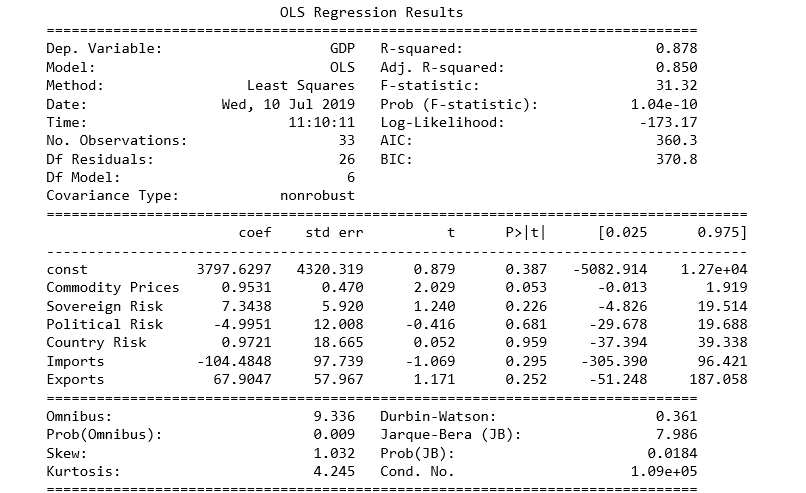 OLS Regression Results
==============================================================================
Dep. Variable: GDP R-squared: 0.878
Model: OLS Adj. R-squared: 0.850
Method: Least Squares F-statistic: 31.32
Date: Wed, 10 Jul 2019 Prob (F-statistic): 1.04e-10
Time: 11:10:11 Log-Likelihood: -173.17
No. Observations: 33 AIC: 360.3
Df Residuals: 26 BIC: 370.8
Df Model: 6
Covariance Type: nonrobust
====================================================================================
coef std err t P>|t| [0.025 0.975]
------------------------------------------------------------------------------------
const 3797.6297 4320.319 0.879 0.387 -5082.914 1.27e+04
Commodity Prices 0.9531 0.470 2.029 0.053 -0.013 1.919
Sovereign Risk 7.3438 5.920 1.240 0.226 -4.826 19.514
Political Risk -4.9951 12.008 -0.416 0.681 -29.678 19.688
Country Risk 0.9721 18.665 0.052 0.959 -37.394 39.338
Imports -104.4848 97.739 -1.069 0.295 -305.390 96.421
Exports 67.9047 57.967 1.171 0.252 -51.248 187.058
==============================================================================
Omnibus: 9.336 Durbin-Watson: 0.361
Prob(Omnibus): 0.009 Jarque-Bera (JB): 7.986
Skew: 1.032 Prob(JB): 0.0184
Kurtosis: 4.245 Cond. No. 1.09e+05
==============================================================================